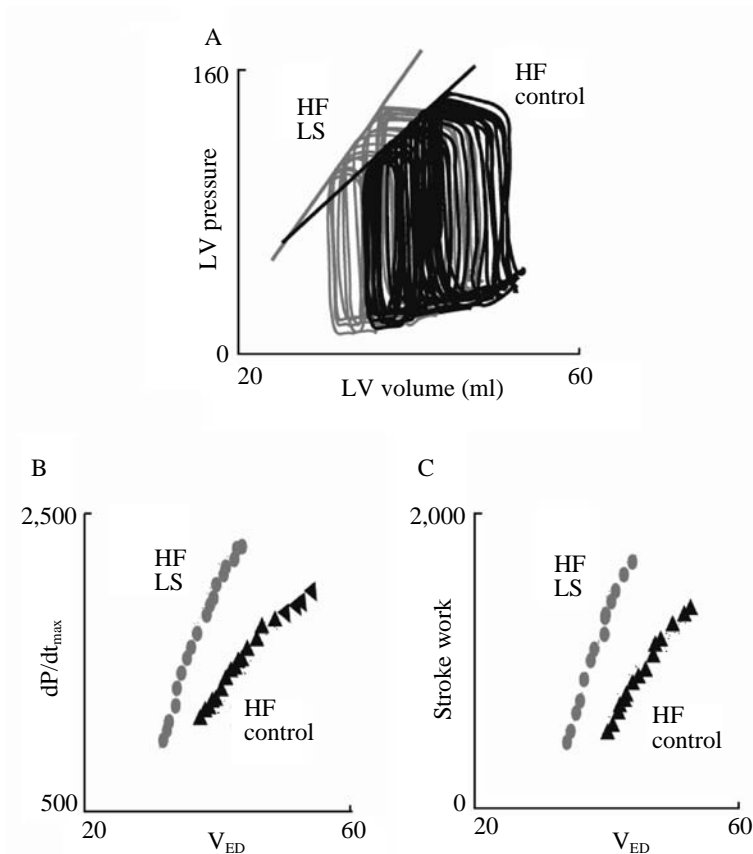 A
160
HF
LS
HF
control
LV pressure
0
20
60
LV volume (ml)
B
2,500
HF
LS
dP/dt_max
HF
control
500
20
60
V_ED
C
2,000
HF
LS
Stroke work
HF
control
0
20
60
V_ED